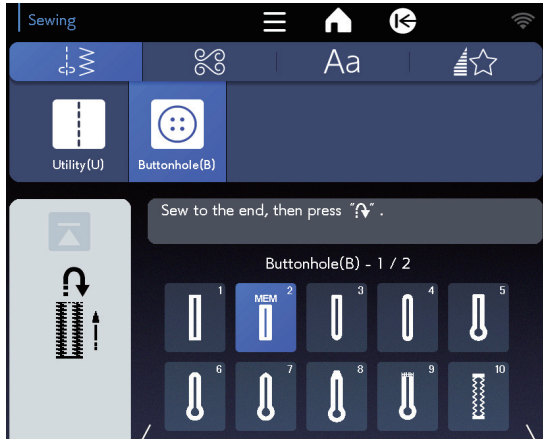 Sewing
Aa
Utility(U)
Buttonhole(B)
Sew to the end, then press “ ”.
Buttonhole(B) - 1 / 2
1
MEM 2
3
4
5
6
7
8
9
10